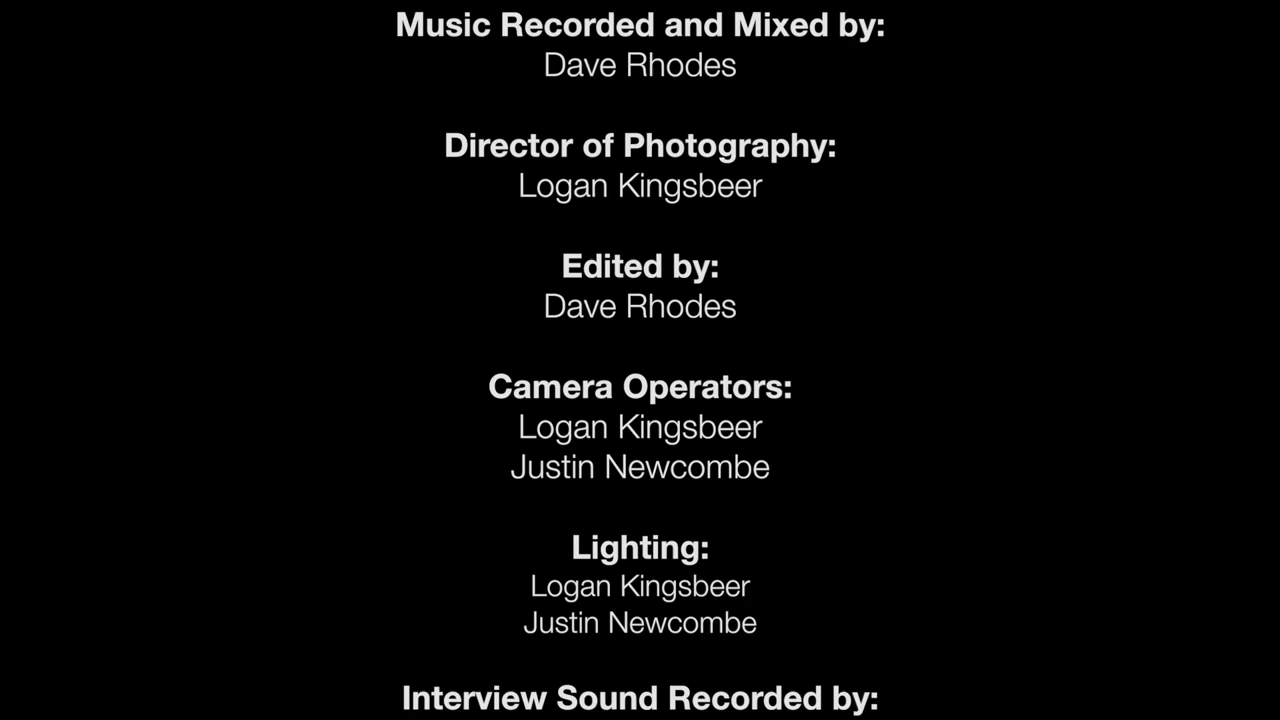 Music Recorded and Mixed by:
Dave Rhodes
Director of Photography:
Logan Kingsbeer
Edited by:
Dave Rhodes
Camera Operators:
Logan Kingsbeer
Justin Newcombe
Lighting:
Logan Kingsbeer
Justin Newcombe
Interview Sound Recorded by: